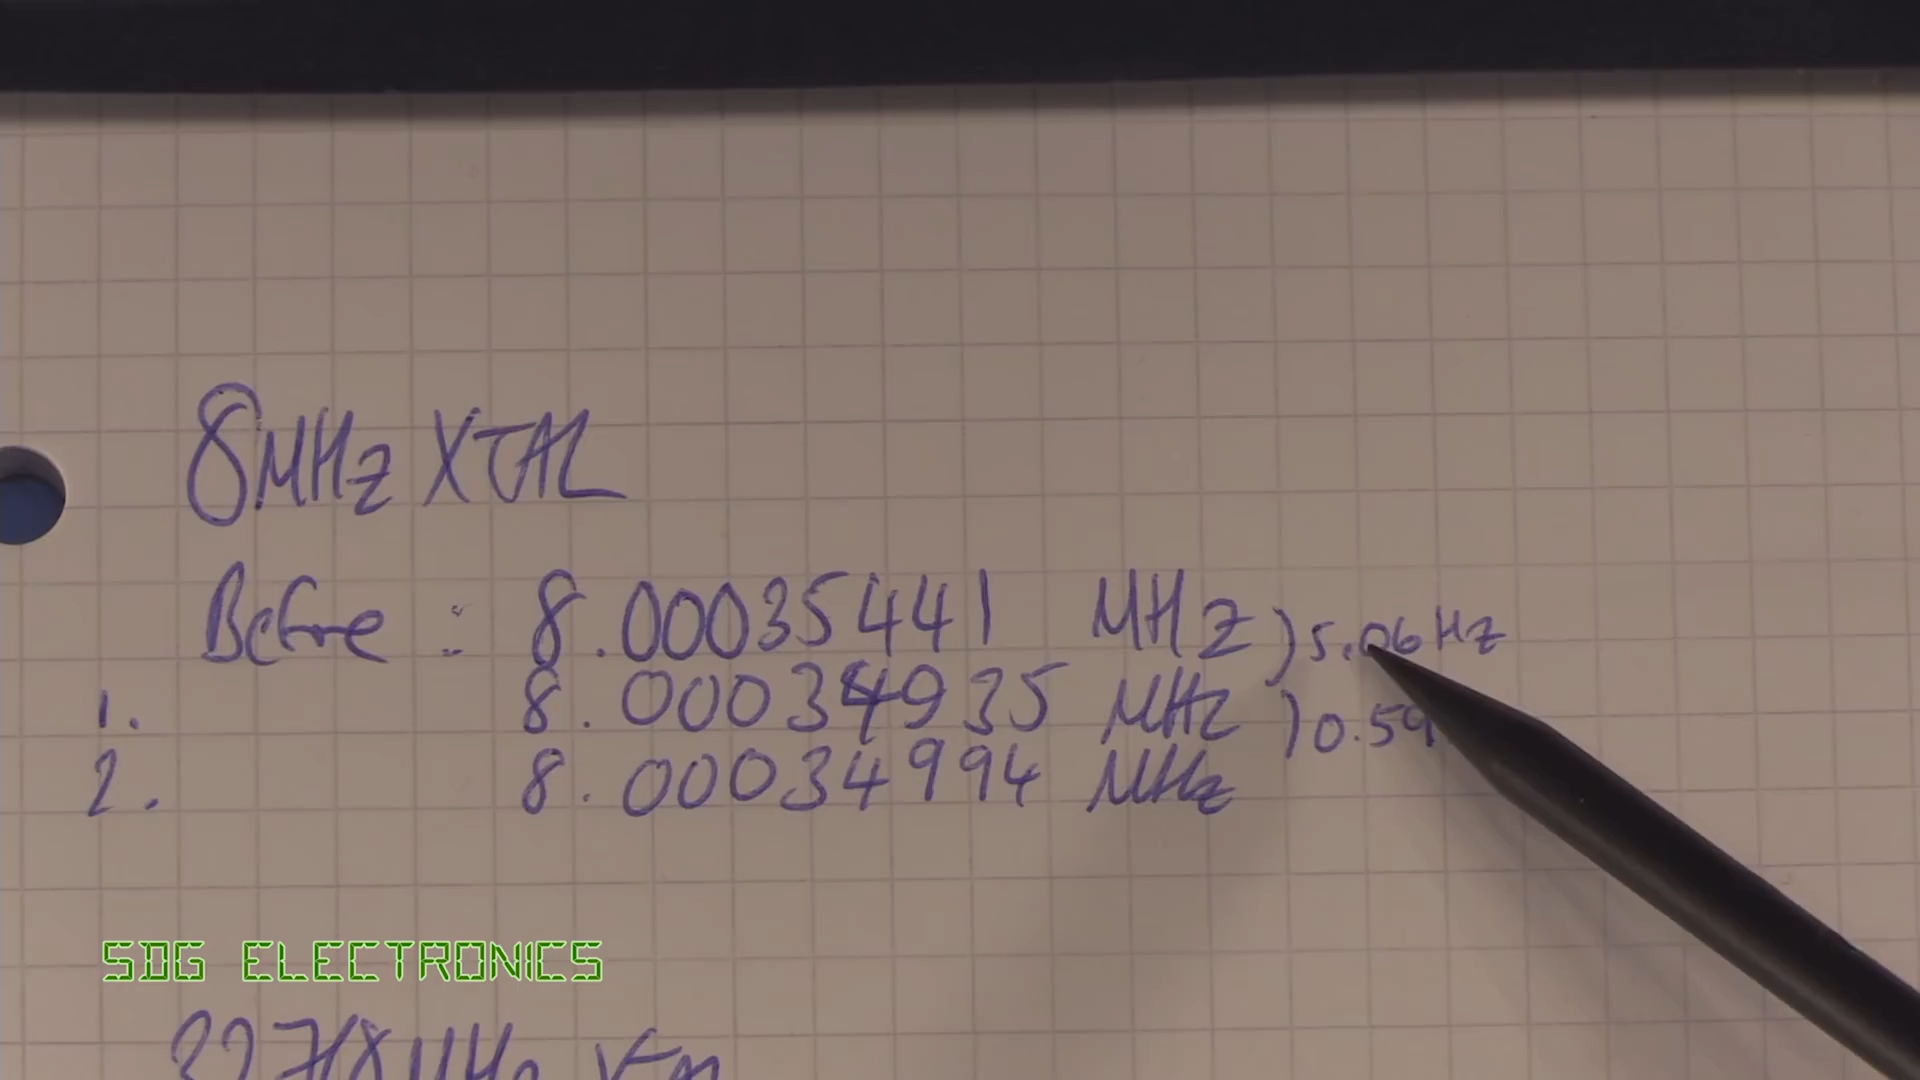 8MHz XTAL
Before : 8.00035441 MHz ) 5.06Hz
1. 8.00034935 MHz ) 0.59
2. 8.00034994 MHz
SDG ELECTRONICS